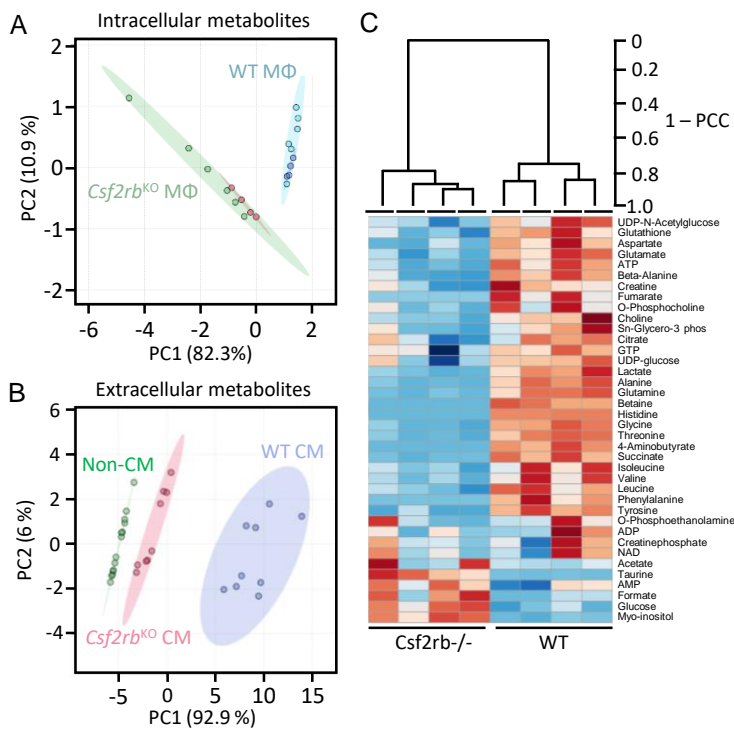 A
Intracellular metabolites
2
1
0
-1
-2
PC2 (10.9 %)
WT MΦ
Csf2rbKO MΦ
-6
-4
-2
0
2
PC1 (82.3%)
B
Extracellular metabolites
6
4
2
0
-2
-4
PC2 (6 %)
Non-CM
WT CM
Csf2rbKO CM
-5
0
5
10
15
PC1 (92.9 %)
C
0
0.2
0.4
0.6
0.8
1.0
1 – PCC
UDP-N-Acetylglucose
Glutathione
Aspartate
Glutamate
ATP
Beta-Alanine
Creatine
Fumarate
O-Phosphocholine
Choline
Sn-Glycero-3 phos
Citrate
GTP
UDP-glucose
Lactate
Alanine
Glutamine
Betaine
Histidine
Glycine
Threonine
4-Aminobutyrate
Succinate
Isoleucine
Valine
Leucine
Phenylalanine
Tyrosine
O-Phosphoethanolamine
ADP
Creatinephosphate
NAD
Acetate
Taurine
AMP
Formate
Glucose
Myo-inositol
Csf2rb-/-
WT